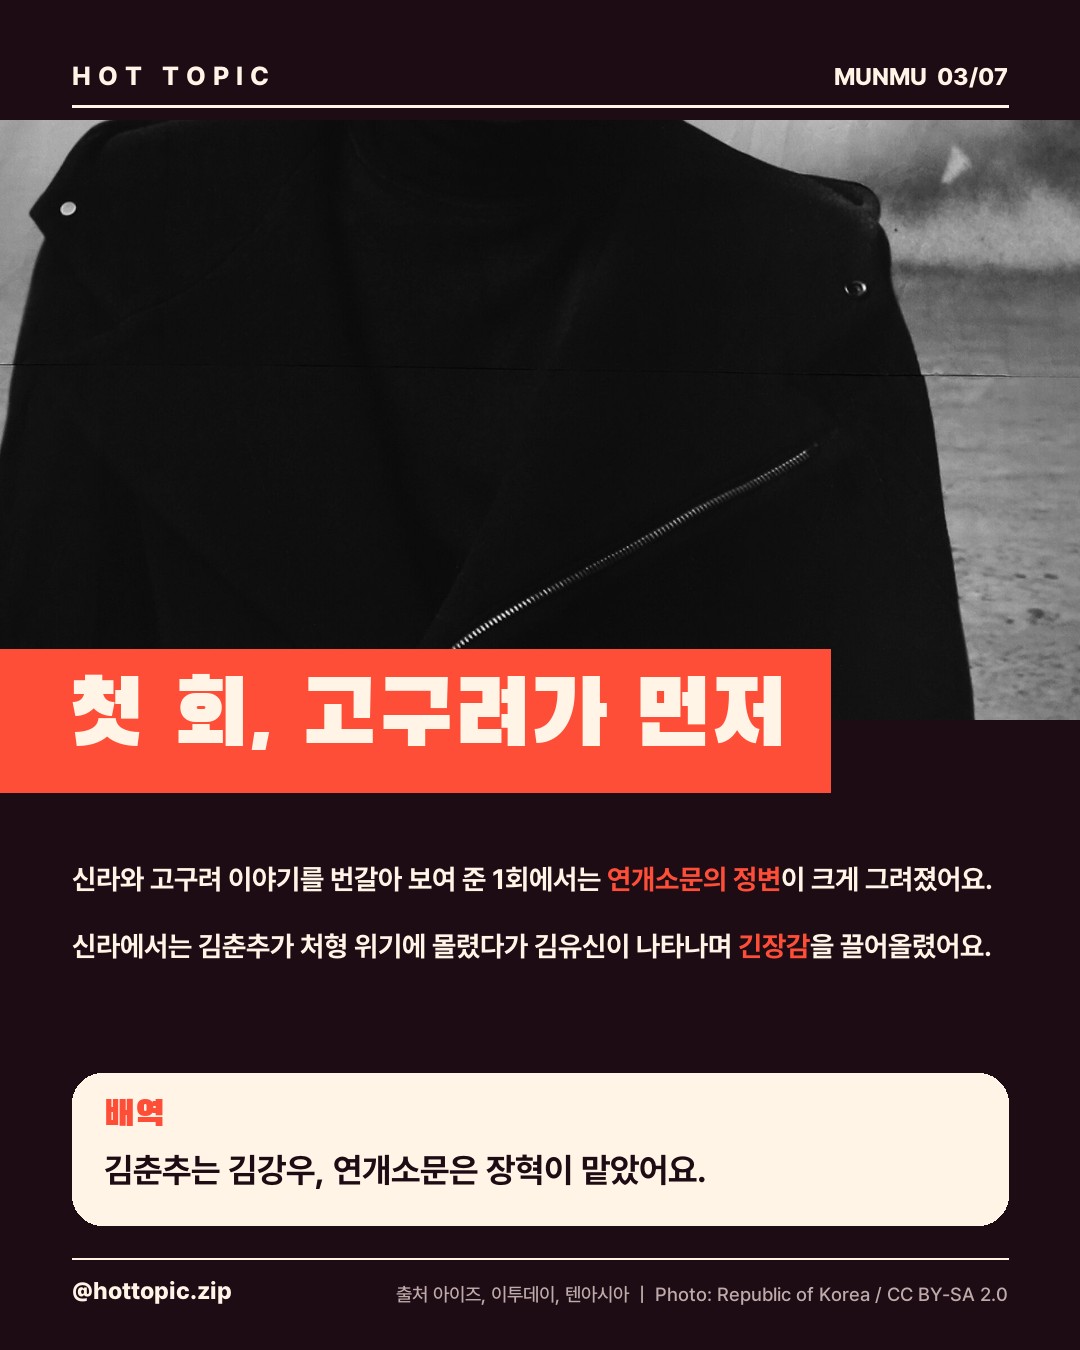 HOT TOPIC
MUNMU 03/07
첫 회, 고구려가 먼저
신라와 고구려 이야기를 번갈아 보여 준 1회에서는 연개소문의 정변이 크게 그려졌어요.
신라에서는 김춘추가 처형 위기에 몰렸다가 김유신이 나타나며 긴장감을 끌어올렸어요.
배역
김춘추는 김강우, 연개소문은 장혁이 맡았어요.
@hottopic.zip
출처 아이즈, 이투데이, 텐아시아 | Photo: Republic of Korea / CC BY-SA 2.0